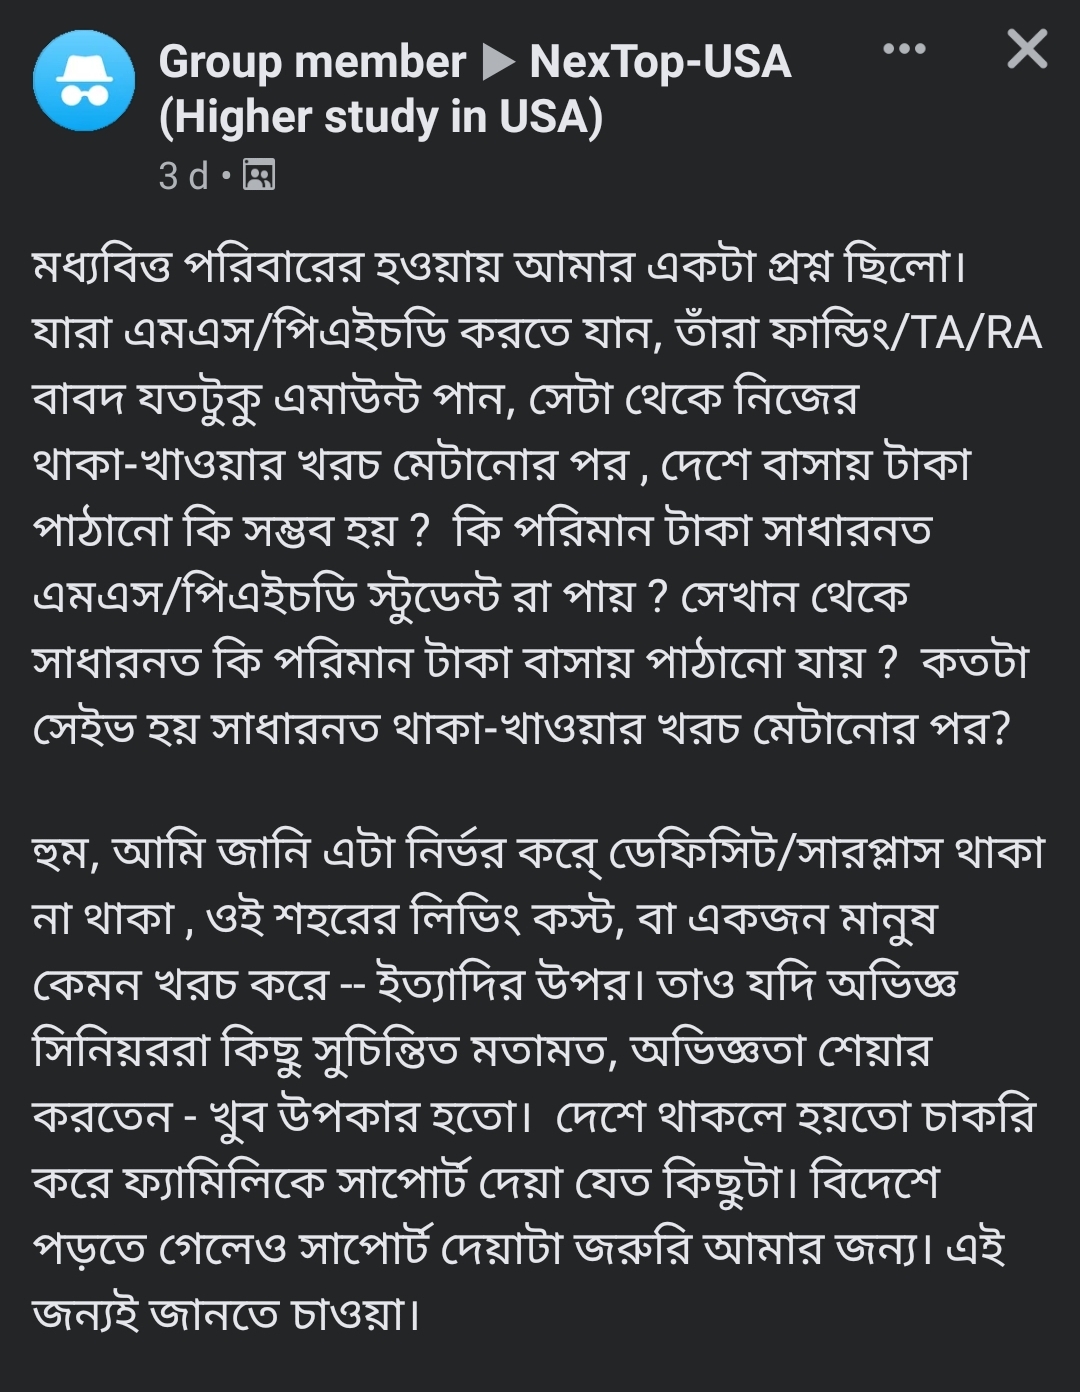 Group member ▶ NexTop-USA
(Higher study in USA)
3 d •
মধ্যবিত্ত পরিবারের হওয়ায় আমার একটা প্রশ্ন ছিলো।
যারা এমএস/পিএইচডি করতে যান, তাঁরা ফান্ডিং/TA/RA
বাবদ যতটুকু এমাউন্ট পান, সেটা থেকে নিজের
থাকা-খাওয়ার খরচ মেটানোর পর , দেশে বাসায় টাকা
পাঠানো কি সম্ভব হয় ?  কি পরিমান টাকা সাধারনত
এমএস/পিএইচডি স্টুডেন্ট রা পায় ? সেখান থেকে
সাধারনত কি পরিমান টাকা বাসায় পাঠানো যায় ?  কতটা
সেইভ হয় সাধারনত থাকা-খাওয়ার খরচ মেটানোর পর?
হুম, আমি জানি এটা নির্ভর করে্ ডেফিসিট/সারপ্লাস থাকা
না থাকা , ওই শহরের লিভিং কস্ট, বা একজন মানুষ
কেমন খরচ করে -- ইত্যাদির উপর। তাও যদি অভিজ্ঞ
সিনিয়ররা কিছু সুচিন্তিত মতামত, অভিজ্ঞতা শেয়ার
করতেন - খুব উপকার হতো।  দেশে থাকলে হয়তো চাকরি
করে ফ্যামিলিকে সাপোর্ট দেয়া যেত কিছুটা। বিদেশে
পড়তে গেলেও সাপোর্ট দেয়াটা জরুরি আমার জন্য। এই
জন্যই জানতে চাওয়া।